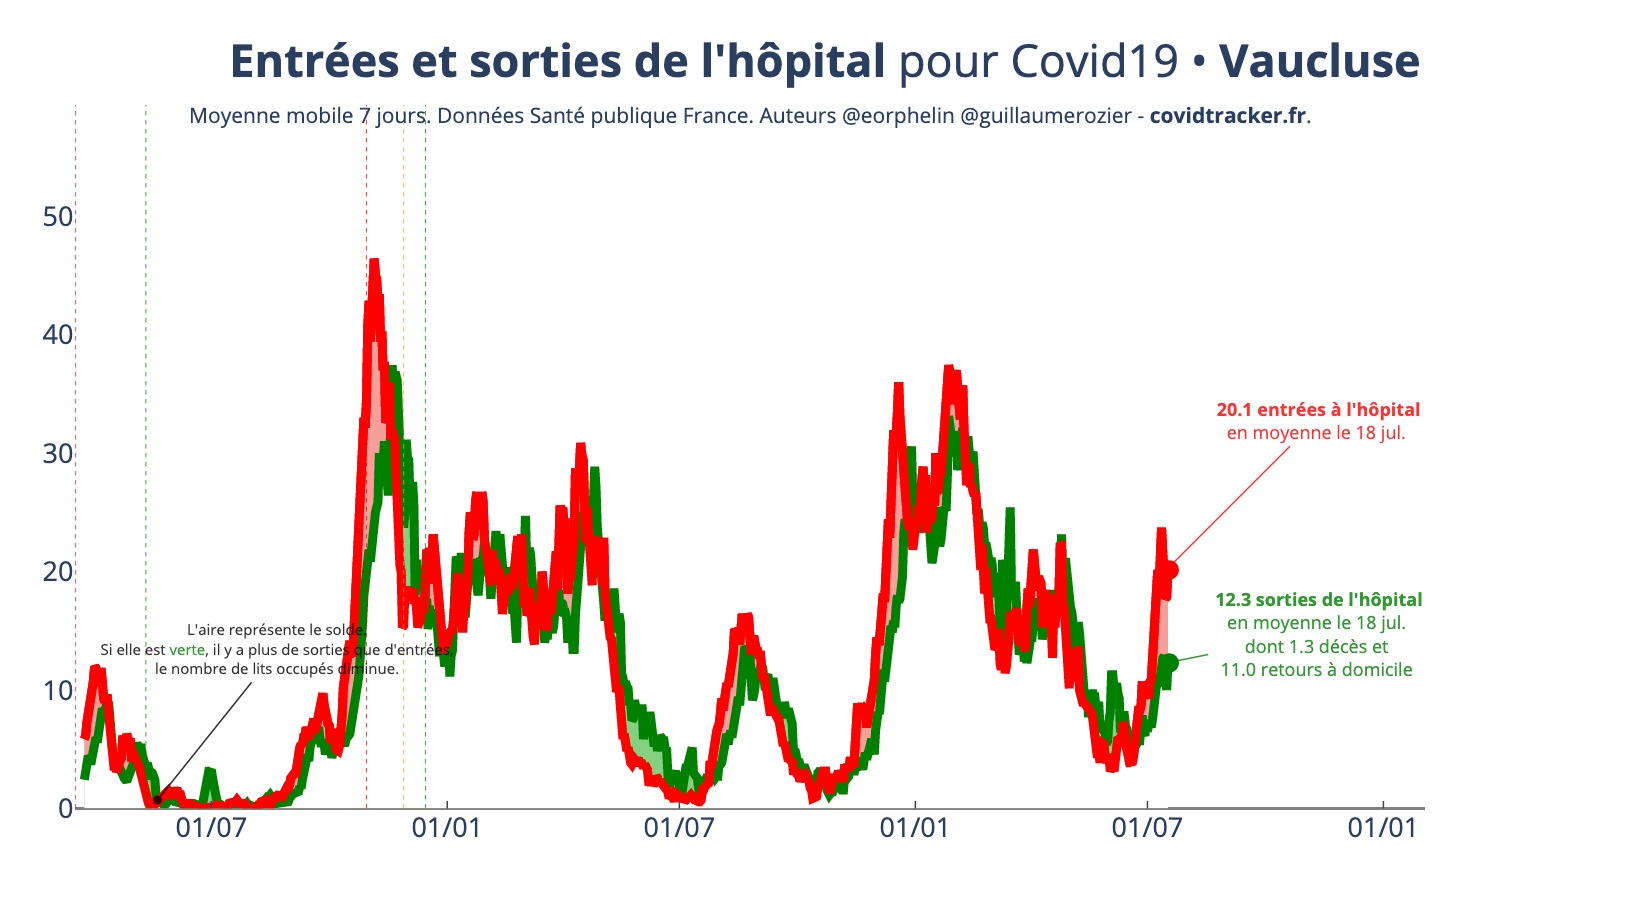 Entrées et sorties de l'hôpital pour Covid19 • Vaucluse
Moyenne mobile 7 jours. Données Santé publique France. Auteurs @eorphelin @guillaumerozier - covidtracker.fr.
50
40
30
20
10
0
20.1 entrées à l'hôpital
en moyenne le 18 jul.
12.3 sorties de l'hôpital
en moyenne le 18 jul.
dont 1.3 décès et
11.0 retours à domicile
L'aire représente le solde.
Si elle est verte, il y a plus de sorties que d'entrées,
le nombre de lits occupés diminue.
01/07
01/01
01/07
01/01
01/07
01/01